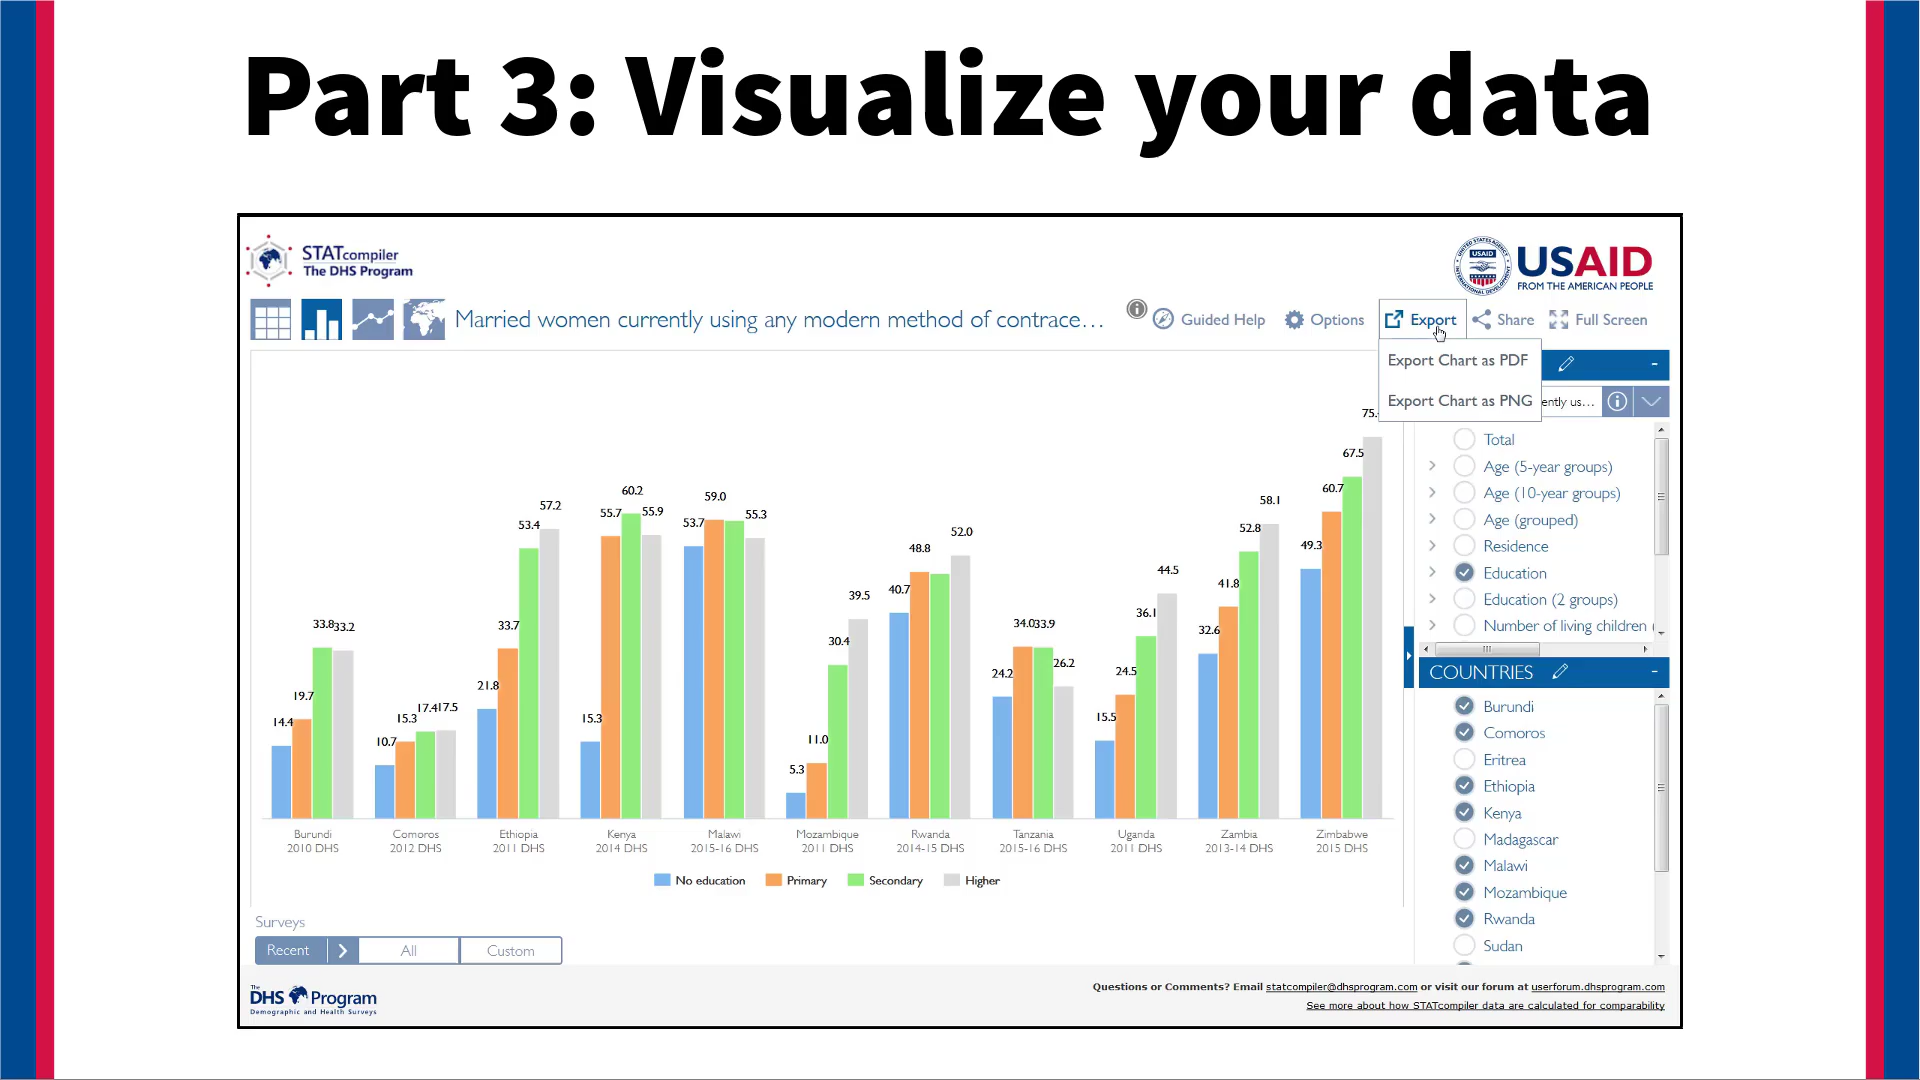 Part 3: Visualize your data
STATcompiler
The DHS Program
USAID
FROM THE AMERICAN PEOPLE
Married women currently using any modern method of contrace...
Guided Help
Options
Export
Share
Full Screen
Export Chart as PDF
Export Chart as PNG
ently us...
Total
Age (5-year groups)
Age (10-year groups)
Age (grouped)
Residence
Education
Education (2 groups)
Number of living children
COUNTRIES
Burundi
Comoros
Eritrea
Ethiopia
Kenya
Madagascar
Malawi
Mozambique
Rwanda
Sudan
14.4 19.7 33.8 33.2
10.7 15.3 17.4 17.5
21.8 33.7 53.4 57.2
15.3 55.7 60.2 55.9
53.7 59.0 55.3
5.3 11.0 30.4 39.5
40.7 48.8 52.0
24.2 34.0 33.9 26.2
15.5 24.5 36.1 44.5
32.6 41.8 52.8 58.1
49.3 60.7 67.5 75.
Burundi Comoros Ethiopia Kenya Malawi Mozambique Rwanda Tanzania Uganda Zambia Zimbabwe
2010 DHS 2012 DHS 2011 DHS 2014 DHS 2015-16 DHS 2011 DHS 2014-15 DHS 2015-16 DHS 2011 DHS 2013-14 DHS 2015 DHS
No education Primary Secondary Higher
Surveys
Recent All Custom
The
DHS Program
Demographic and Health Surveys
Questions or Comments? Email statcompiler@dhsprogram.com or visit our forum at userforum.dhsprogram.com
See more about how STATcompiler data are calculated for comparability